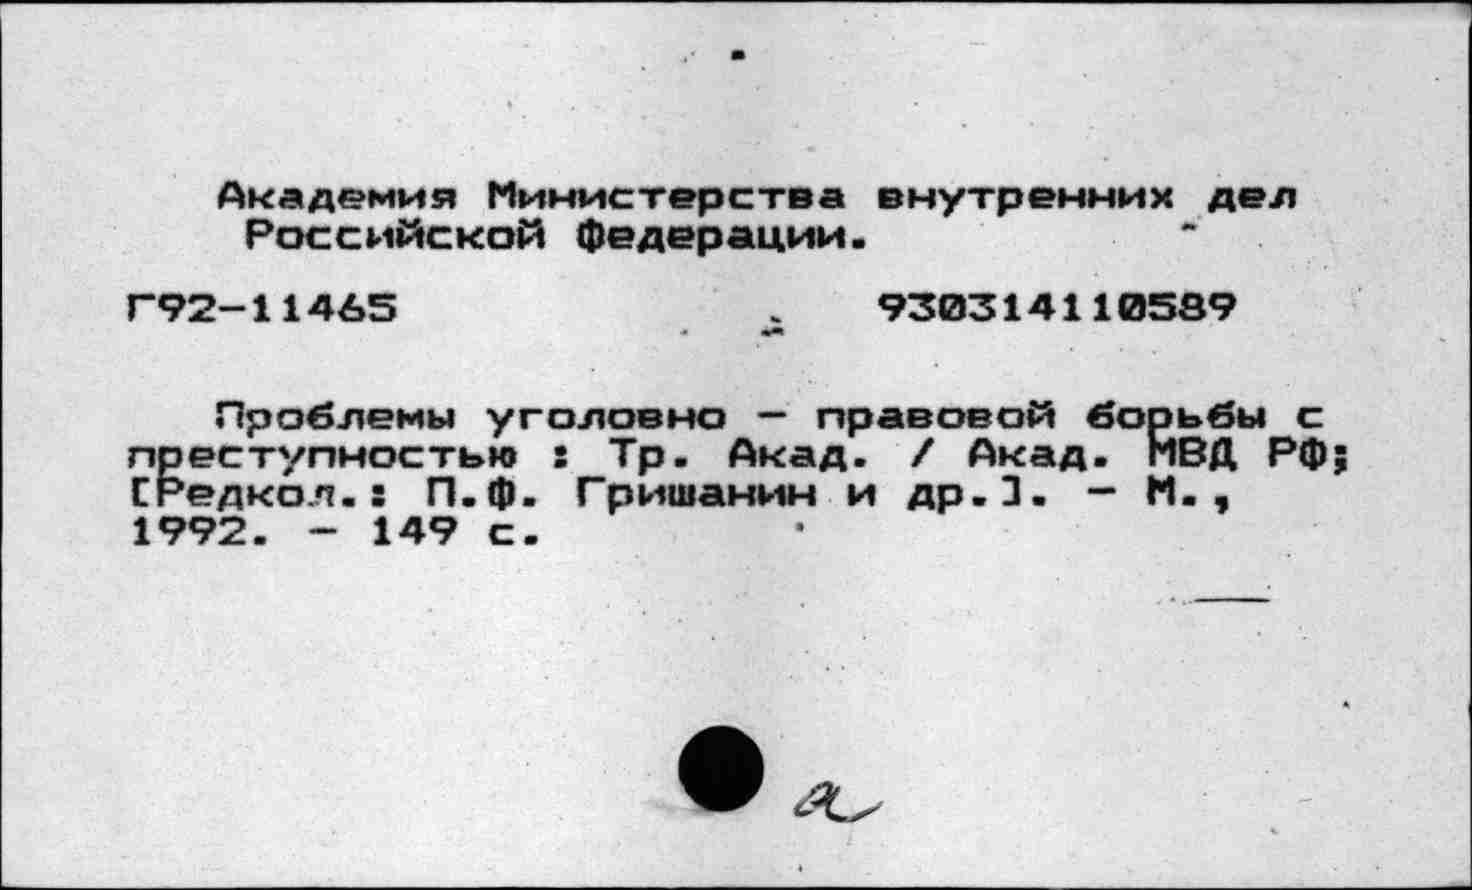 Академия Министерства внутренних дел
Российской Федерации.
Г92-11465 930314110589
Проблемы уголовно - правовой борьбы с
преступностью : Тр. Акад. / Акад. МВД РФ;
[Редкол.: П.Ф. Гришанин и др.]. - М.,
1992. - 149 с.